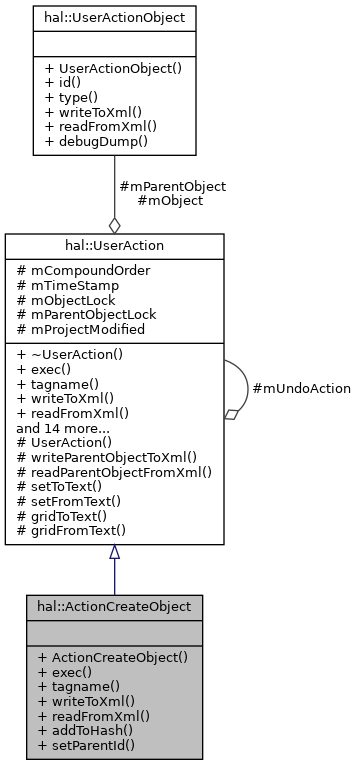 hal::UserActionObject
+ UserActionObject()
+ id()
+ type()
+ writeToXml()
+ readFromXml()
+ debugDump()
#mParentObject
#mObject
hal::UserAction
# mCompoundOrder
# mTimeStamp
# mObjectLock
# mParentObjectLock
# mProjectModified
+ ~UserAction()
+ exec()
+ tagname()
+ writeToXml()
+ readFromXml()
and 14 more...
# UserAction()
# writeParentObjectToXml()
# readParentObjectFromXml()
# setToText()
# setFromText()
# gridToText()
# gridFromText()
#mUndoAction
hal::ActionCreateObject
+ ActionCreateObject()
+ exec()
+ tagname()
+ writeToXml()
+ readFromXml()
+ addToHash()
+ setParentId()